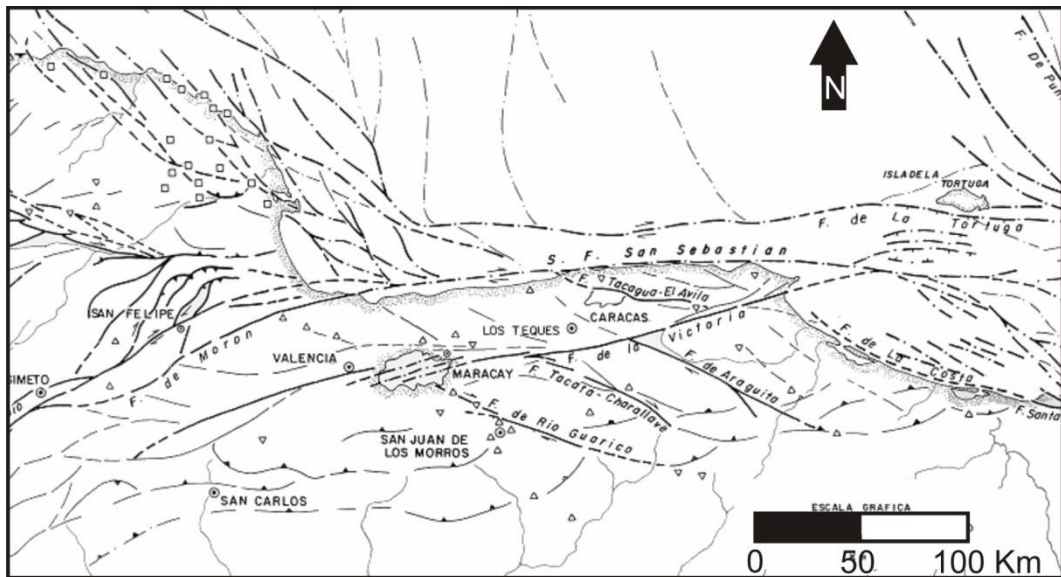 N
F. De Pun
ISLA DE LA
TORTUGA
F. de La Tortuga
S. F. San Sebastian
F. Tacagua-El Avila
CARACAS
SAN FELIPE
LOS TEQUES
F. de la Victoria
F. de Moron
VALENCIA
MARACAY
F. de La Costa
SIMETO
F. de Araguita
F. Tacara-Charallave
F. Santa
F. de Rio Guarico
SAN JUAN DE
LOS MORROS
SAN CARLOS
ESCALA GRAFICA
0 50 100 Km